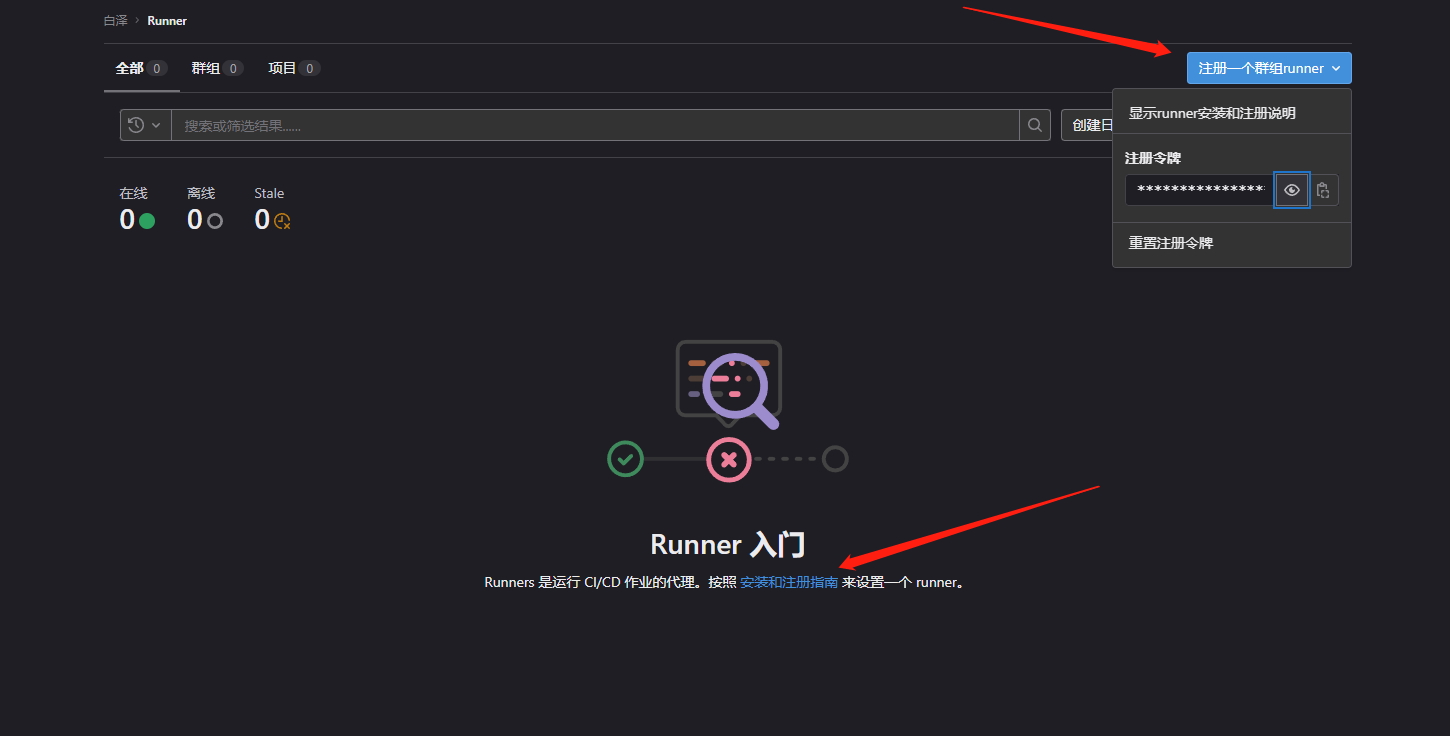 白泽 › Runner
全部 0 群组 0 项目 0
注册一个群组runner
显示runner安装和注册说明
搜索或筛选结果......
创建日
注册令牌
***************
重置注册令牌
在线 离线 Stale
0 0 0
Runner 入门
Runners 是运行 CI/CD 作业的代理。按照 安装和注册指南 来设置一个 runner。